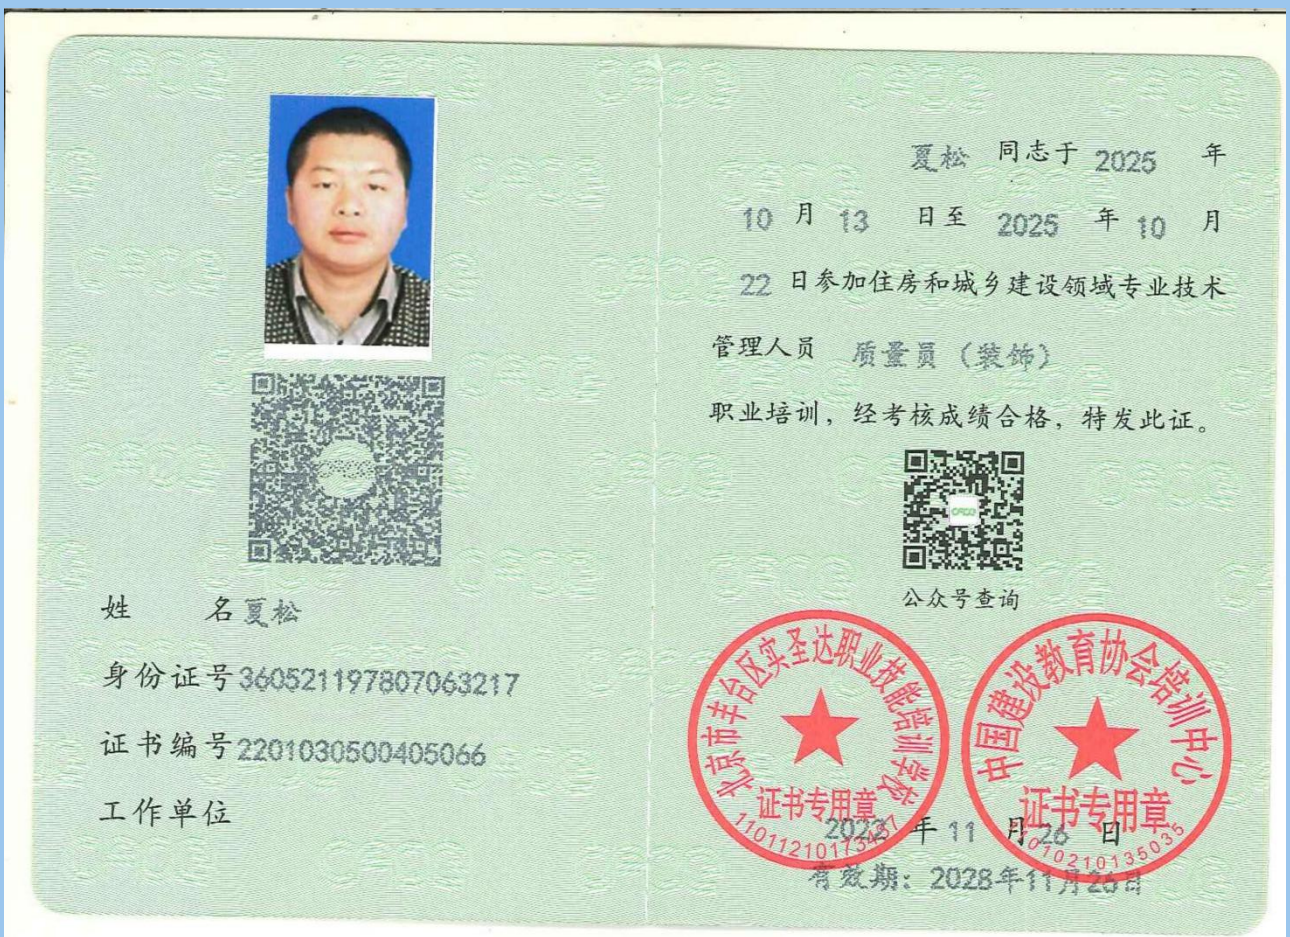 姓 名 夏松
身份证号 360521197807063217
证书编号 2201030500405066
工作单位
夏松 同志于 2025 年
10 月 13 日至 2025 年 10 月
22 日参加住房和城乡建设领域专业技术
管理人员 质量员（装饰）
职业培训，经考核成绩合格，特发此证。
公众号查询
北京市丰台区实圣达职业技能培训学校
证书专用章
中国建设教育协会培训中心
证书专用章
年 11 月 26 日
有效期：2028年11月26日